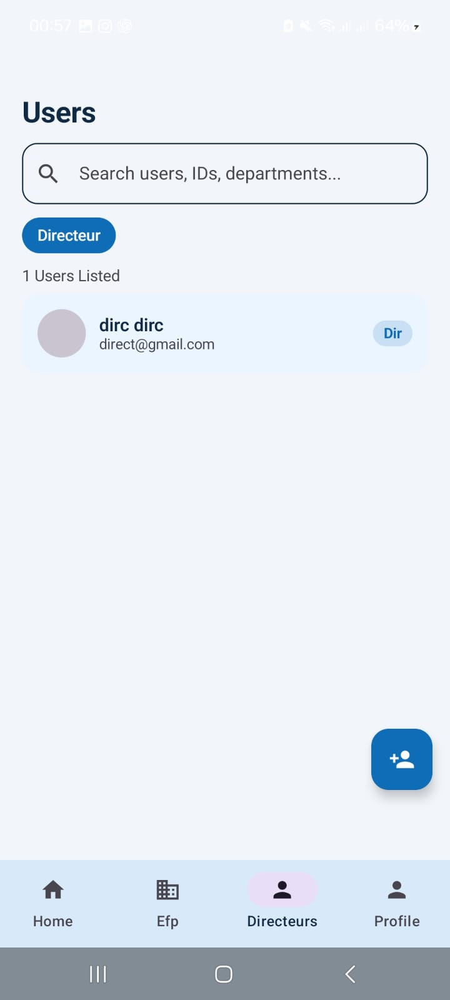 00:57 64%
Users
Search users, IDs, departments...
Directeur
1 Users Listed
dirc dirc
direct@gmail.com
Dir
Home Efp Directeurs Profile